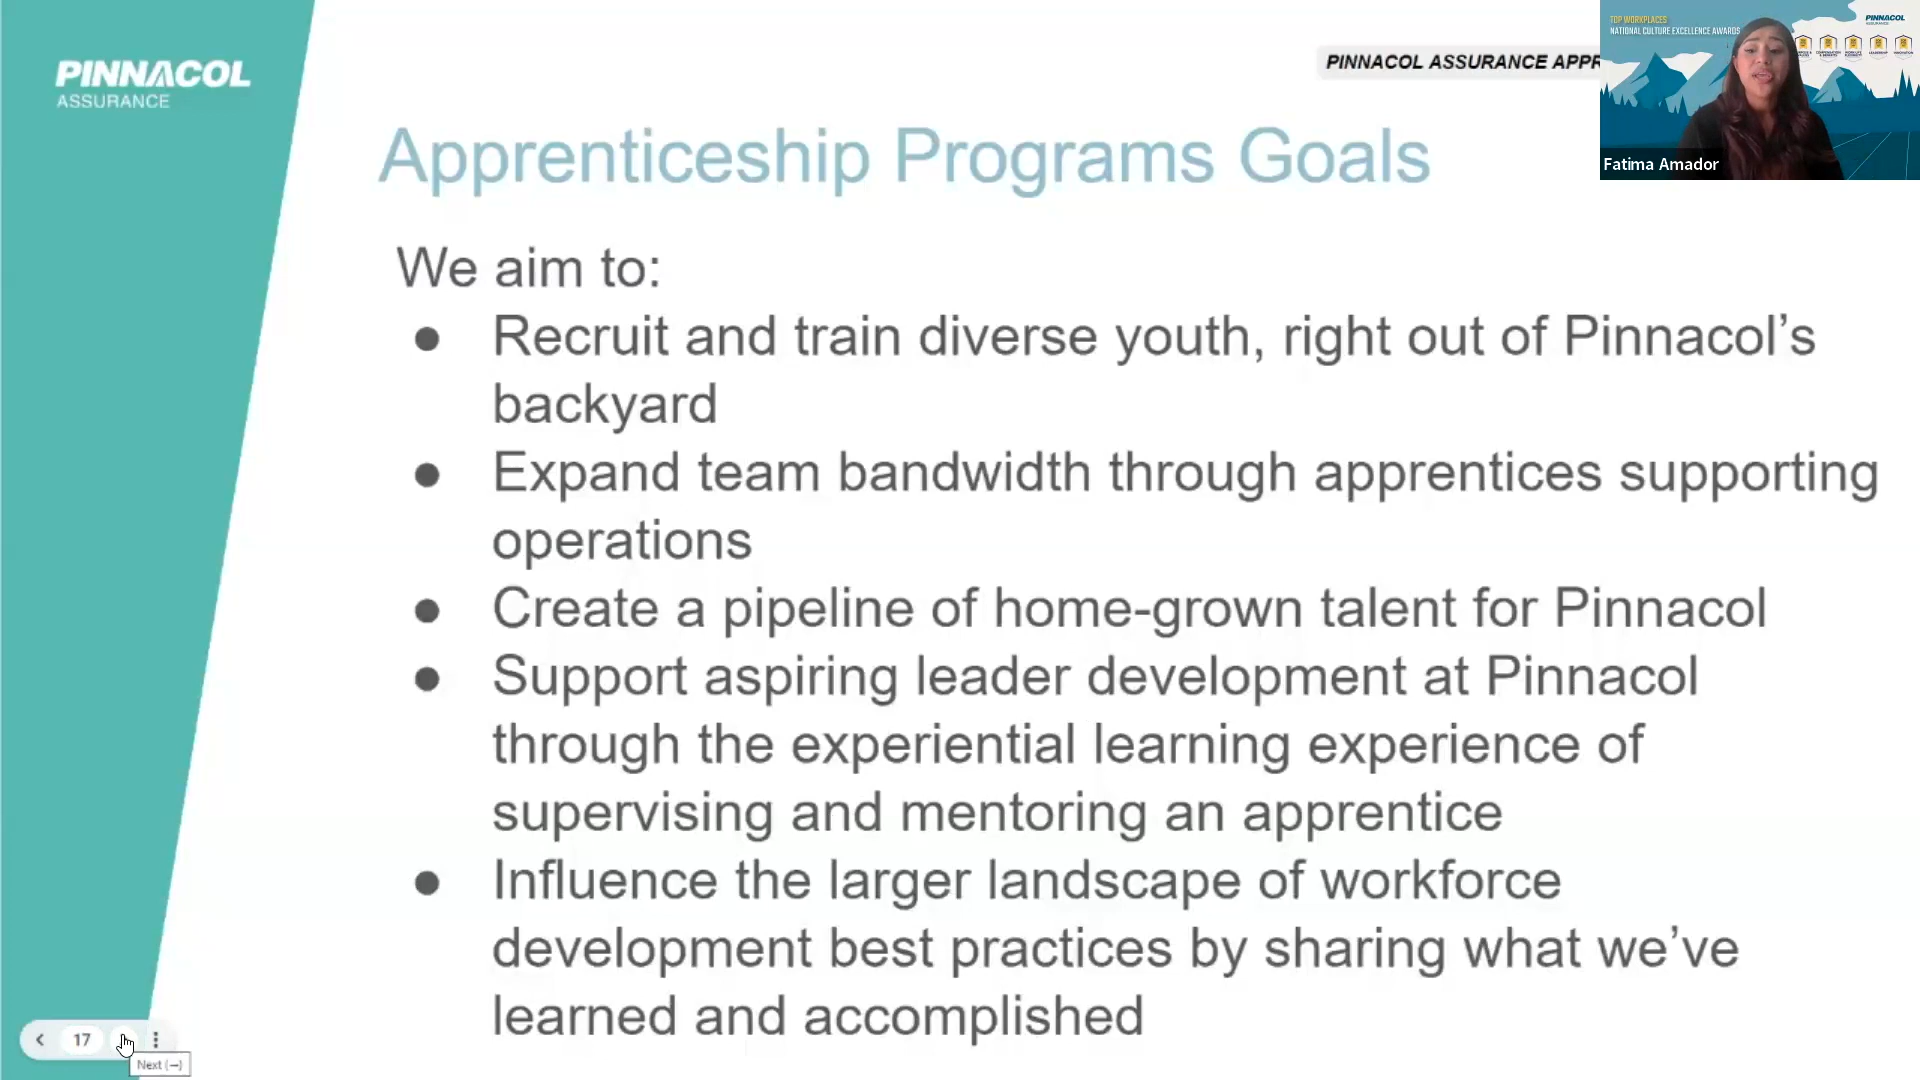 PINNACOL
ASSURANCE
PINNACOL ASSURANCE APPR
TOP WORKPLACES
NATIONAL CULTURE EXCELLENCE AWARDS
PINNACOL
ASSURANCE
Fatima Amador
Apprenticeship Programs Goals
We aim to:
● Recruit and train diverse youth, right out of Pinnacol’s
backyard
● Expand team bandwidth through apprentices supporting
operations
● Create a pipeline of home-grown talent for Pinnacol
● Support aspiring leader development at Pinnacol
through the experiential learning experience of
supervising and mentoring an apprentice
● Influence the larger landscape of workforce
development best practices by sharing what we’ve
learned and accomplished
17
Next (→)